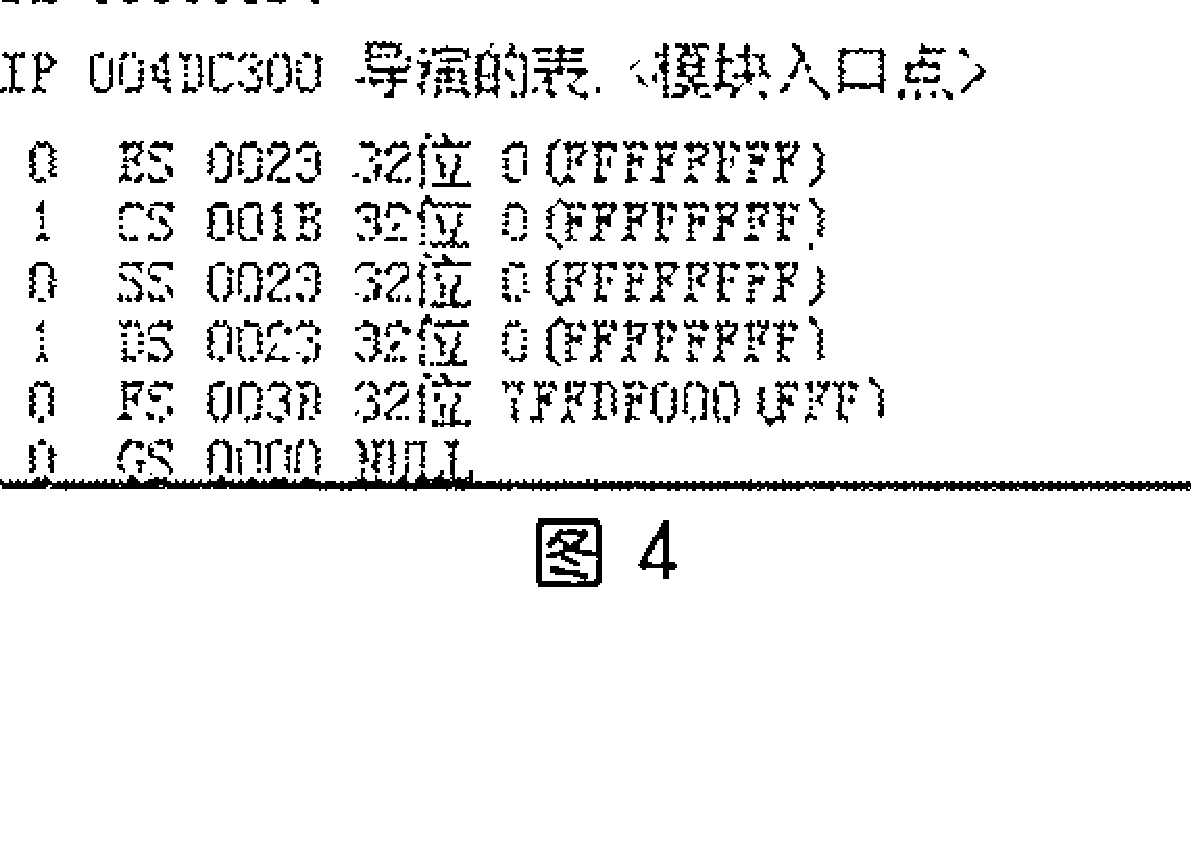 IP 004DC300 导演的表.<模块入口点>
0 ES 0023 32位 0(FFFFFFFF)
1 CS 001B 32位 0(FFFFFFFF)
0 SS 0023 32位 0(FFFFFFFF)
1 DS 0023 32位 0(FFFFFFFF)
0 FS 003B 32位 7FFDF000(FFF)
0 GS 0000 NULL
图 4